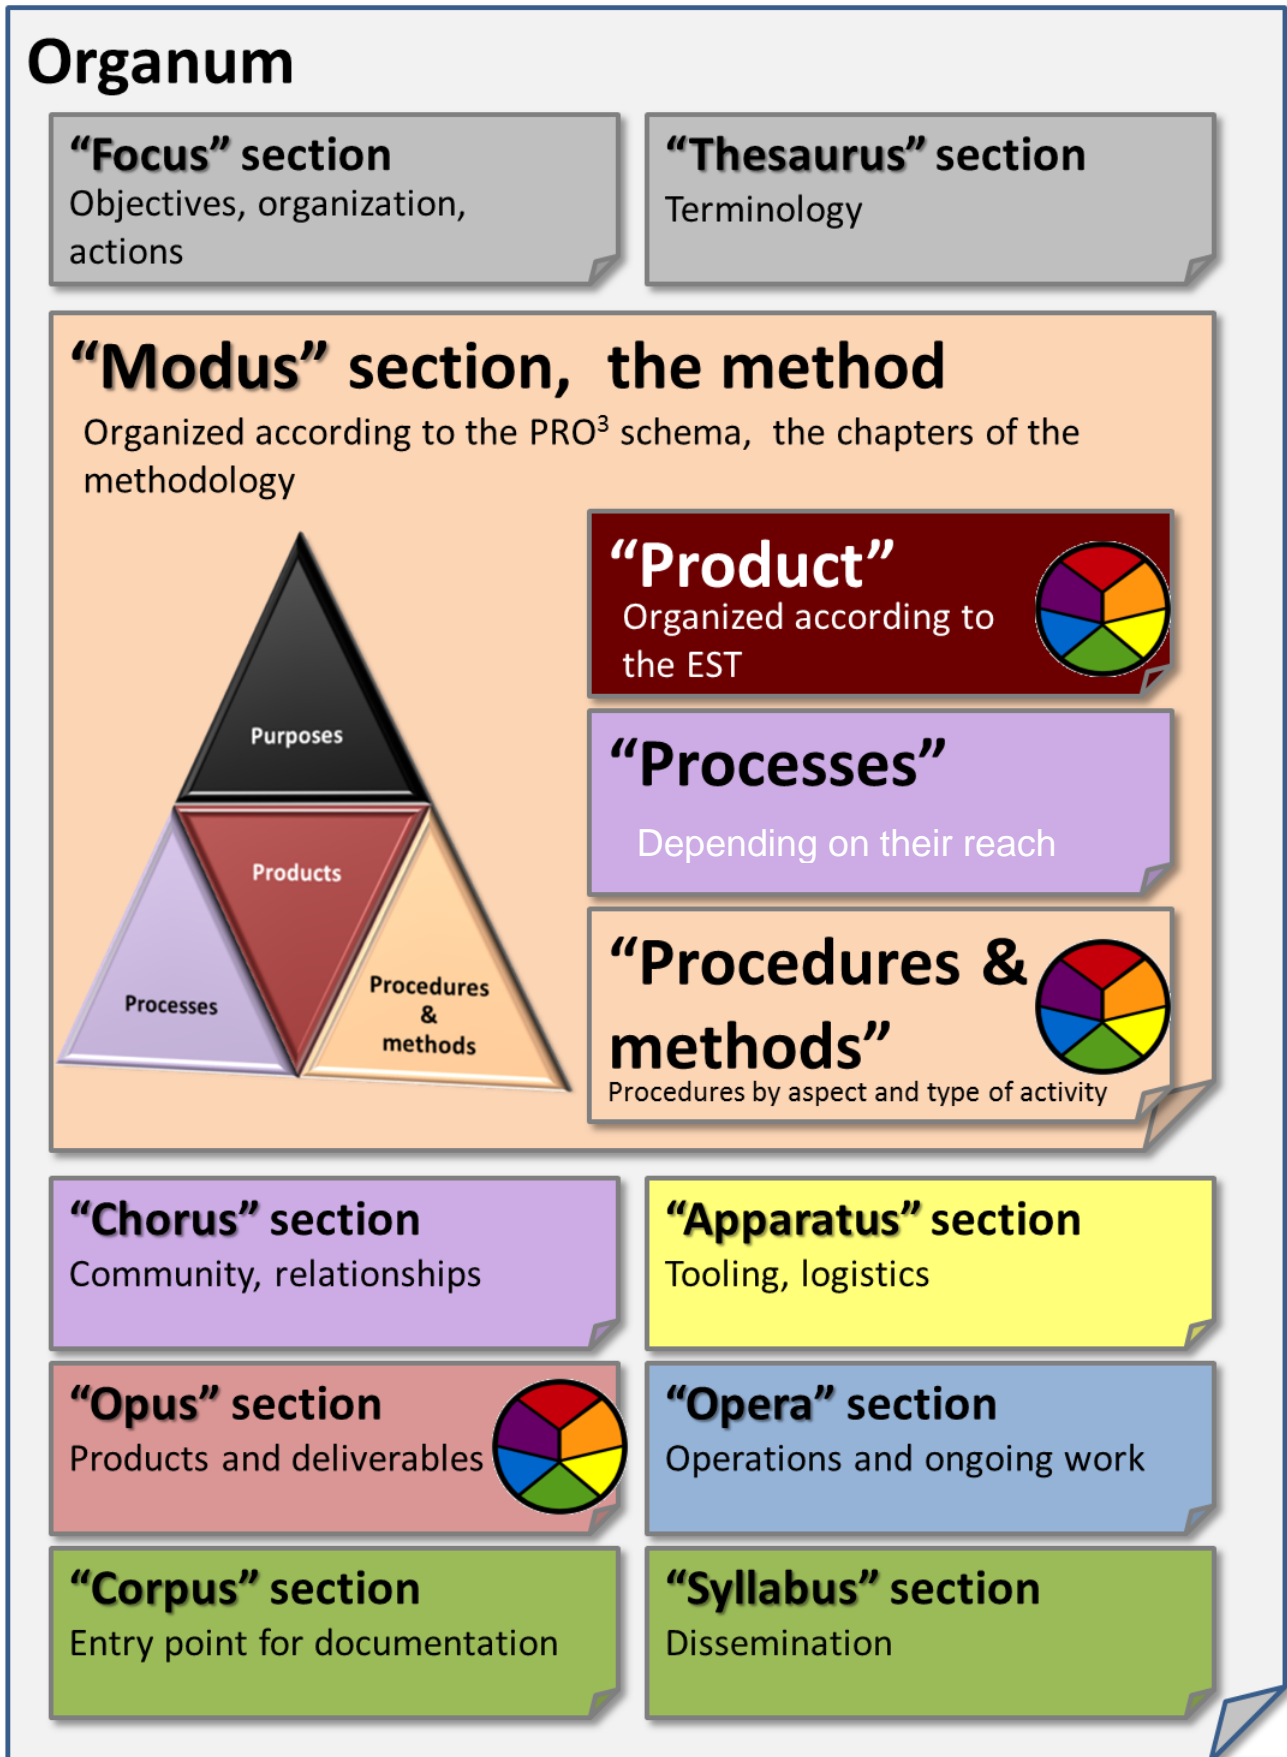 Organum
“Focus” section
Objectives, organization,
actions
“Thesaurus” section
Terminology
“Modus” section,  the method
Organized according to the PRO³ schema,  the chapters of the
methodology
Purposes
Products
Processes
Procedures
&
methods
“Product”
Organized according to
the EST
“Processes”
Depending on their reach
“Procedures &
methods”
Procedures by aspect and type of activity
“Chorus” section
Community, relationships
“Apparatus” section
Tooling, logistics
“Opus” section
Products and deliverables
“Opera” section
Operations and ongoing work
“Corpus” section
Entry point for documentation
“Syllabus” section
Dissemination